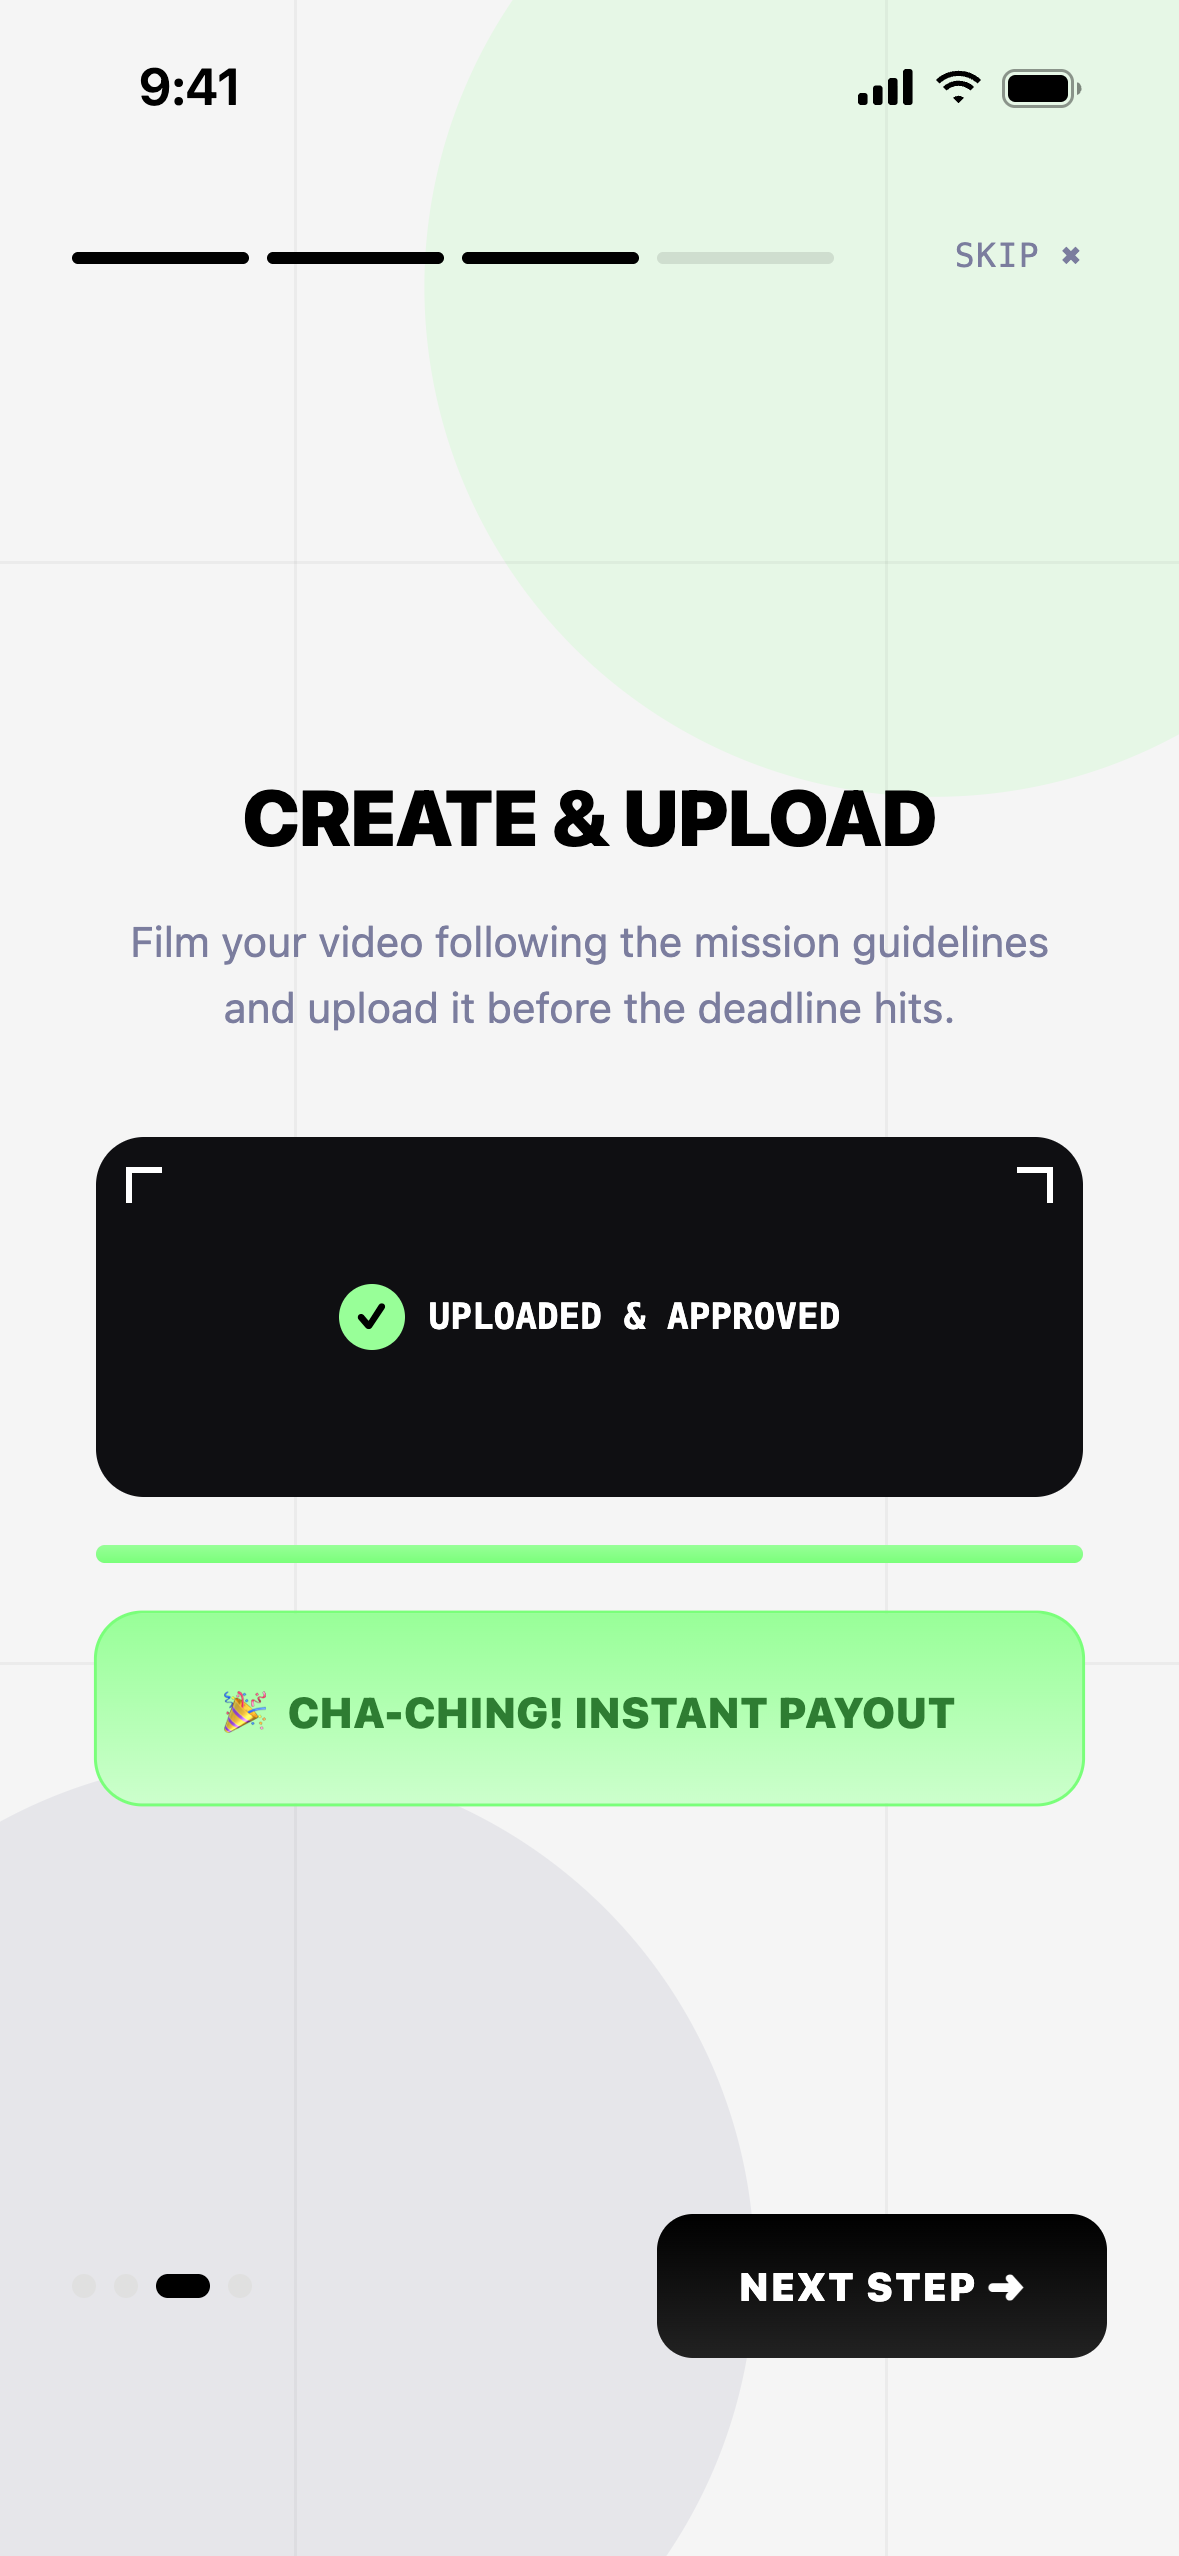 9:41
SKIP ✖
CREATE & UPLOAD
Film your video following the mission guidelines
and upload it before the deadline hits.
UPLOADED & APPROVED
🎉 CHA-CHING! INSTANT PAYOUT
NEXT STEP ➜